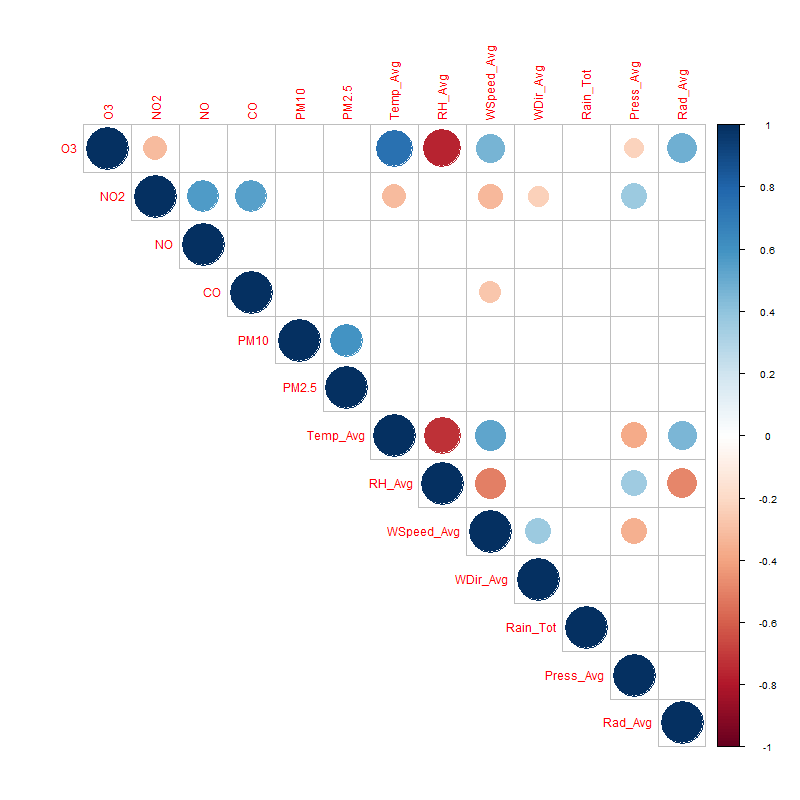 O3
NO2
NO
CO
PM10
PM2.5
Temp_Avg
RH_Avg
WSpeed_Avg
WDir_Avg
Rain_Tot
Press_Avg
Rad_Avg
O3
NO2
NO
CO
PM10
PM2.5
Temp_Avg
RH_Avg
WSpeed_Avg
WDir_Avg
Rain_Tot
Press_Avg
Rad_Avg
1
0.8
0.6
0.4
0.2
0
-0.2
-0.4
-0.6
-0.8
-1